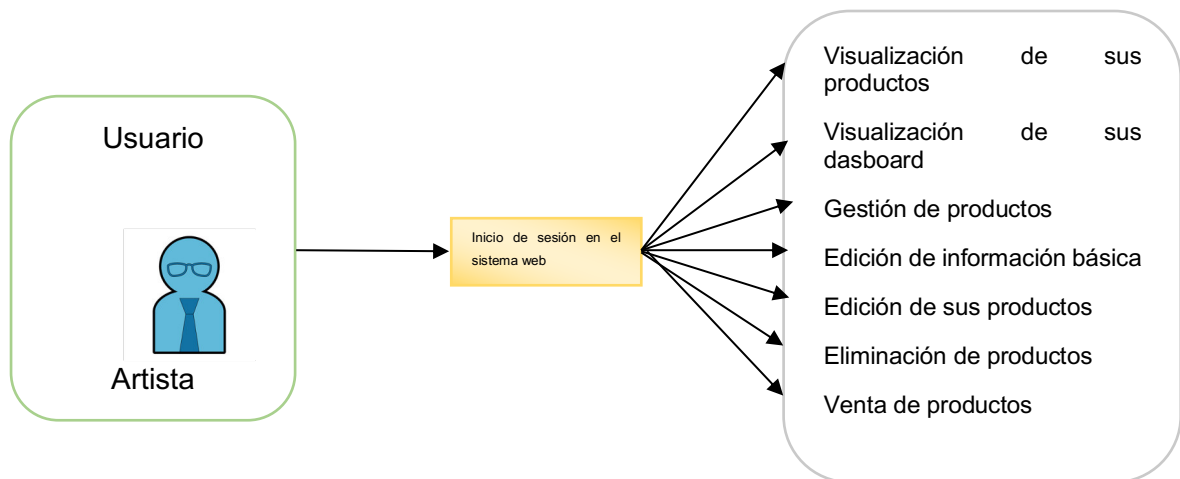 Usuario
Artista
Inicio de sesión en el
sistema web
Visualización de sus
productos
Visualización de sus
dasboard
Gestión de productos
Edición de información básica
Edición de sus productos
Eliminación de productos
Venta de productos